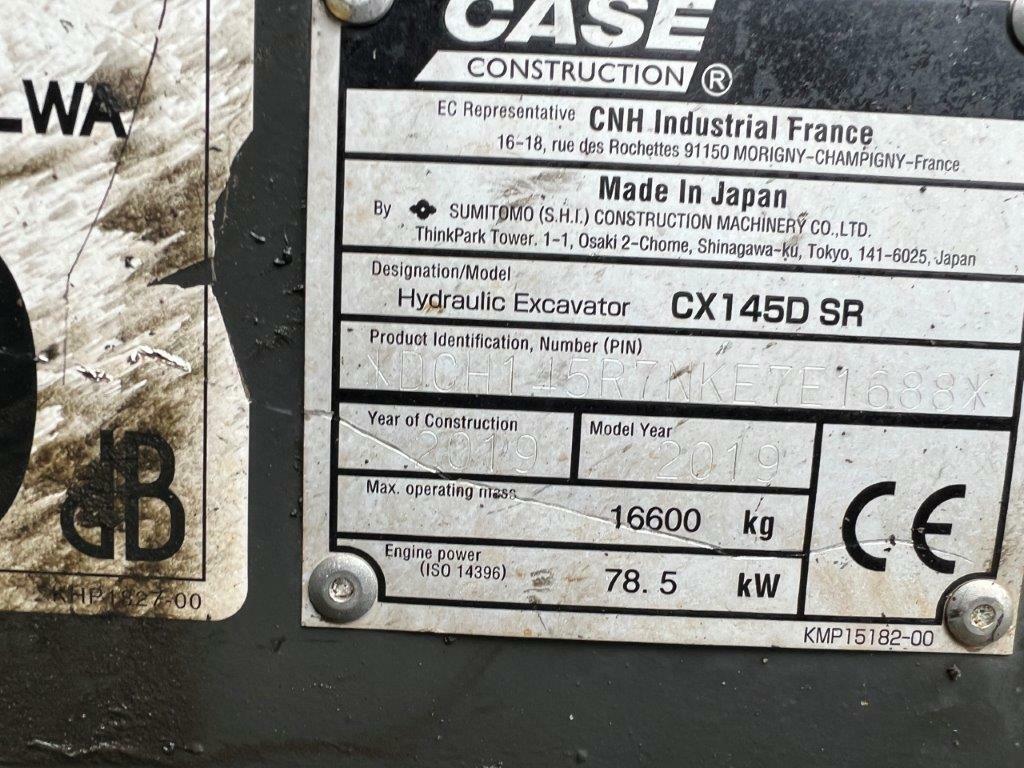 LWA
dB
KHP1827-00
CASE
CONSTRUCTION ®
EC Representative CNH Industrial France
16-18, rue des Rochettes 91150 MORIGNY-CHAMPIGNY-France
Made In Japan
By SUMITOMO (S.H.I.) CONSTRUCTION MACHINERY CO.,LTD.
ThinkPark Tower. 1-1, Osaki 2-Chome, Shinagawa-ku, Tokyo, 141-6025, Japan
Designation/Model
Hydraulic Excavator CX145D SR
Product Identification, Number (PIN)
XDCH145R7NKE7E1688X
Year of Construction
2019
Model Year
2019
Max. operating mass
16600 kg
Engine power
(ISO 14396)
78.5 kW
CE
KMP15182-00